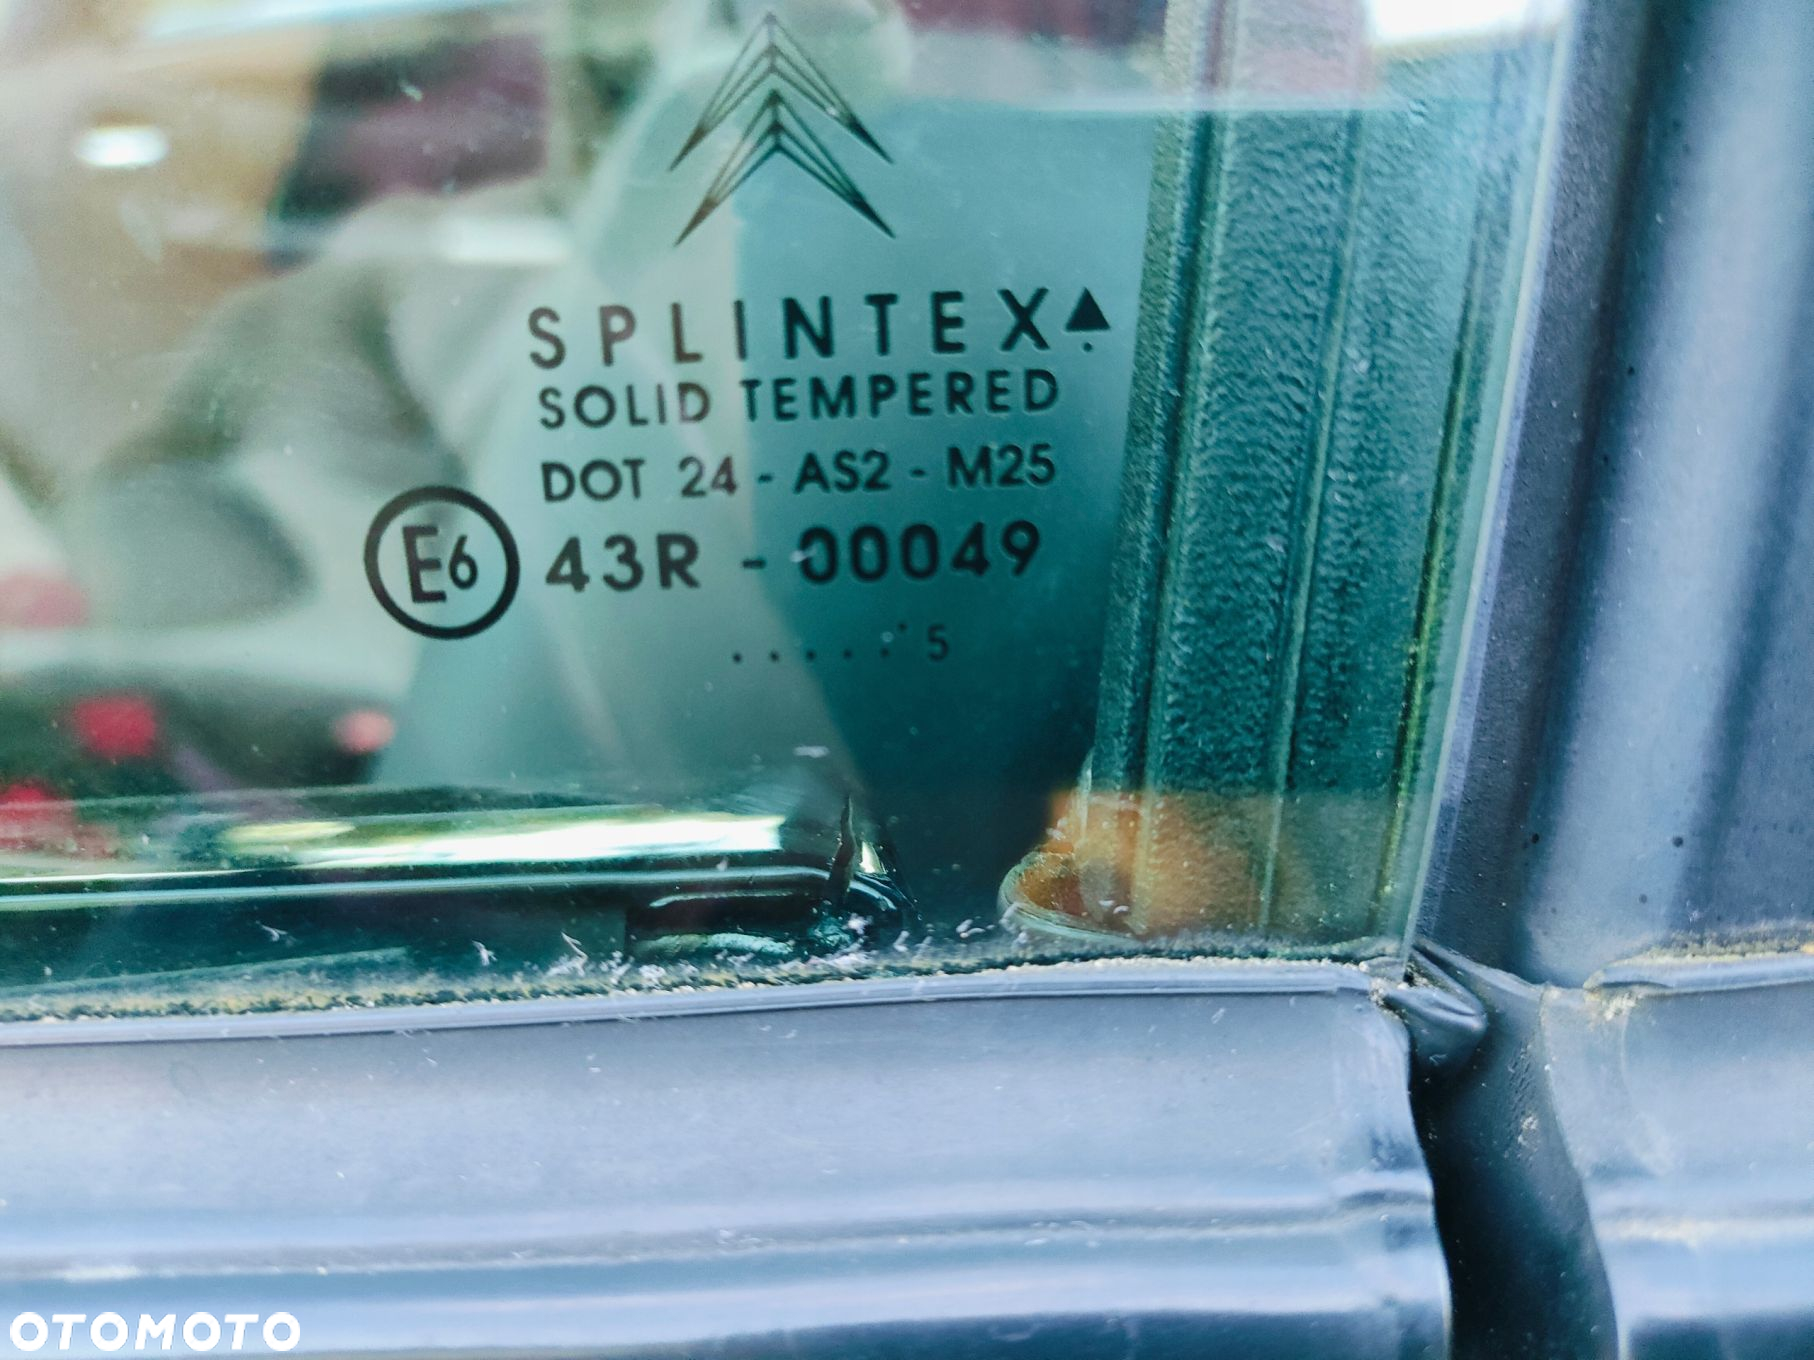 SPLINTEX
SOLID TEMPERED
DOT 24 - AS2 - M25
E6 43R - 00049
...... 5
OTOMOTO